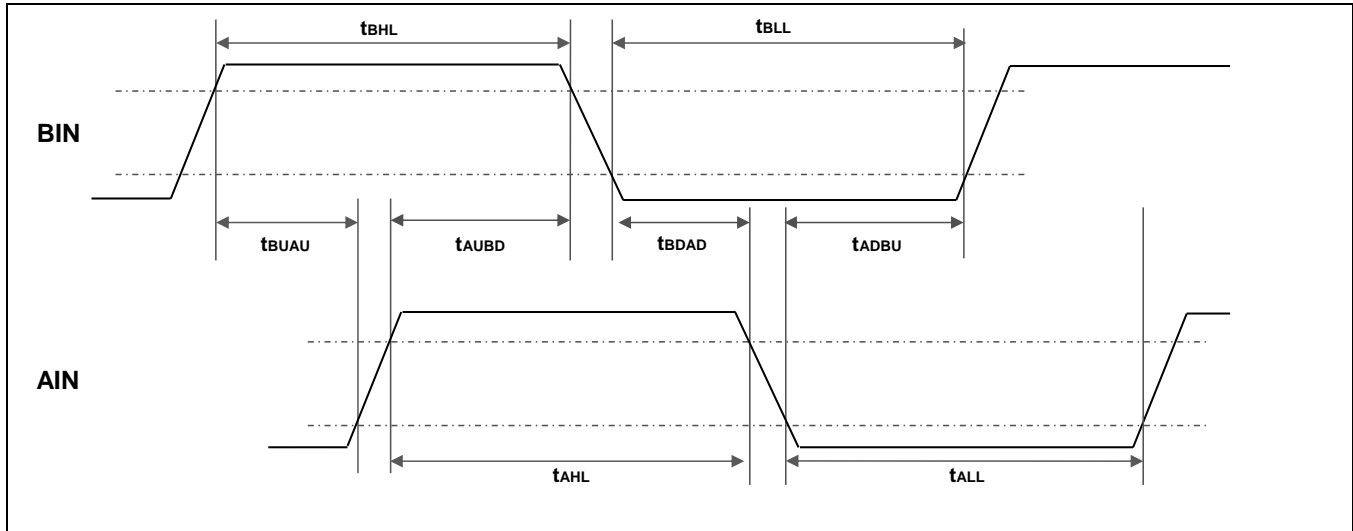 tBHL tBLL
BIN
tBUAU tAUBD tBDAD tADBU
AIN
tAHL tALL